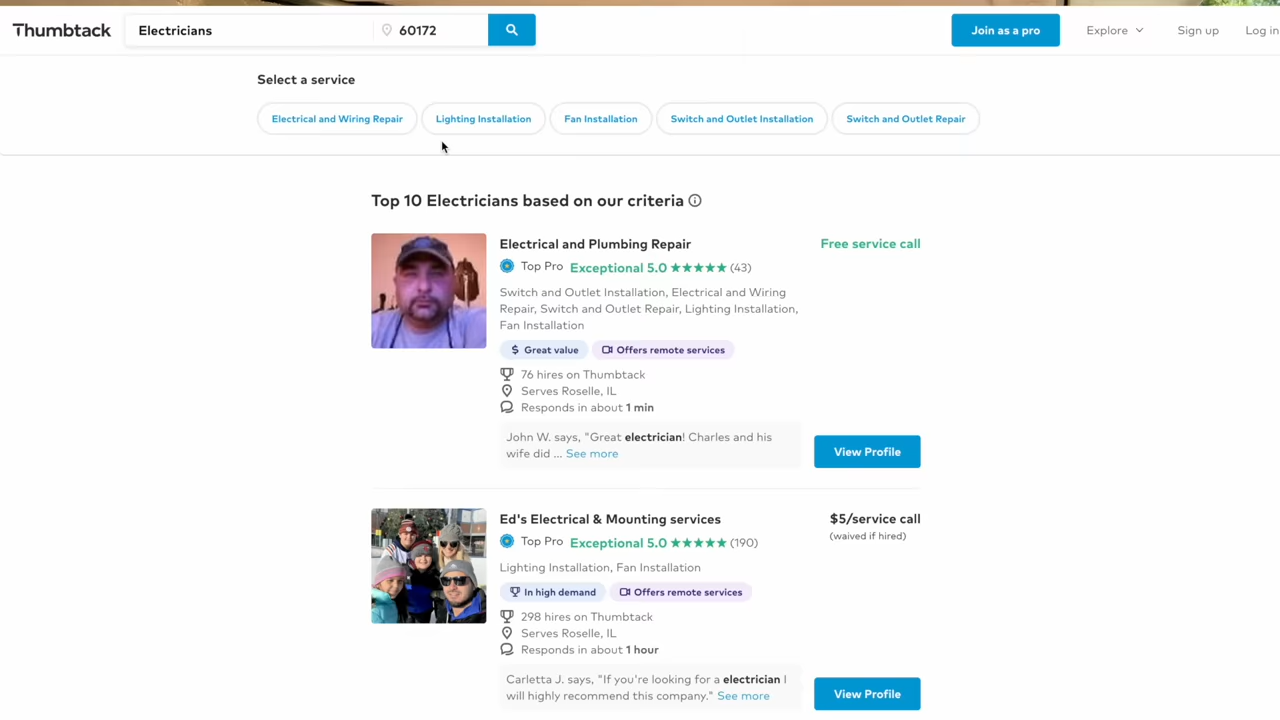 Thumbtack
Electricians
60172
Join as a pro
Explore
Sign up
Log in
Select a service
Electrical and Wiring Repair
Lighting Installation
Fan Installation
Switch and Outlet Installation
Switch and Outlet Repair
Top 10 Electricians based on our criteria
Electrical and Plumbing Repair
Free service call
Top Pro Exceptional 5.0 ★★★★★ (43)
Switch and Outlet Installation, Electrical and Wiring
Repair, Switch and Outlet Repair, Lighting Installation,
Fan Installation
$ Great value
Offers remote services
76 hires on Thumbtack
Serves Roselle, IL
Responds in about 1 min
John W. says, "Great electrician! Charles and his
wife did ... See more
View Profile
Ed's Electrical & Mounting services
$5/service call
(waived if hired)
Top Pro Exceptional 5.0 ★★★★★ (190)
Lighting Installation, Fan Installation
In high demand
Offers remote services
298 hires on Thumbtack
Serves Roselle, IL
Responds in about 1 hour
Carletta J. says, "If you're looking for a electrician I
will highly recommend this company." See more
View Profile